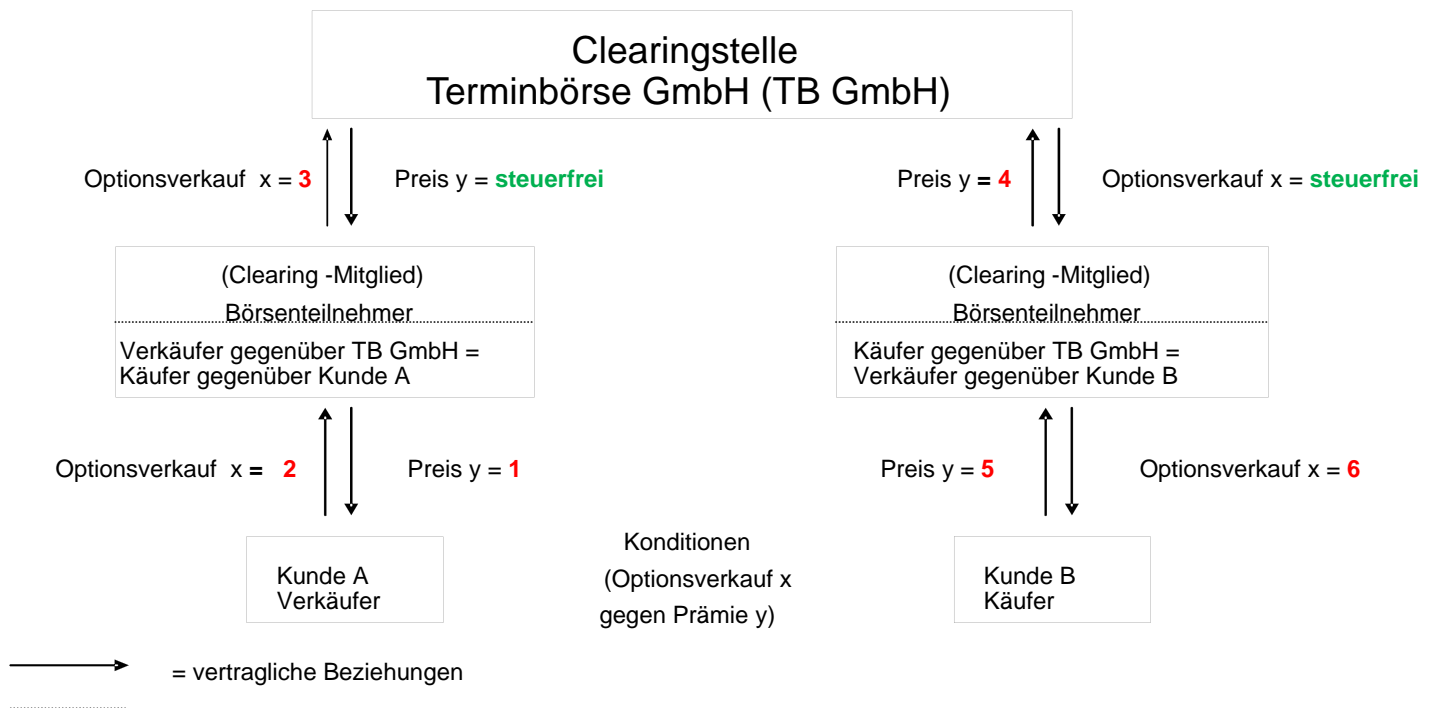 Clearingstelle
Terminbörse GmbH (TB GmbH)
Optionsverkauf x = 3
Preis y = steuerfrei
Preis y = 4
Optionsverkauf x = steuerfrei
(Clearing -Mitglied)
Börsenteilnehmer
Verkäufer gegenüber TB GmbH =
Käufer gegenüber Kunde A
(Clearing -Mitglied)
Börsenteilnehmer
Käufer gegenüber TB GmbH =
Verkäufer gegenüber Kunde B
Optionsverkauf x = 2
Preis y = 1
Preis y = 5
Optionsverkauf x = 6
Kunde A
Verkäufer
Konditionen
(Optionsverkauf x
gegen Prämie y)
Kunde B
Käufer
= vertragliche Beziehungen